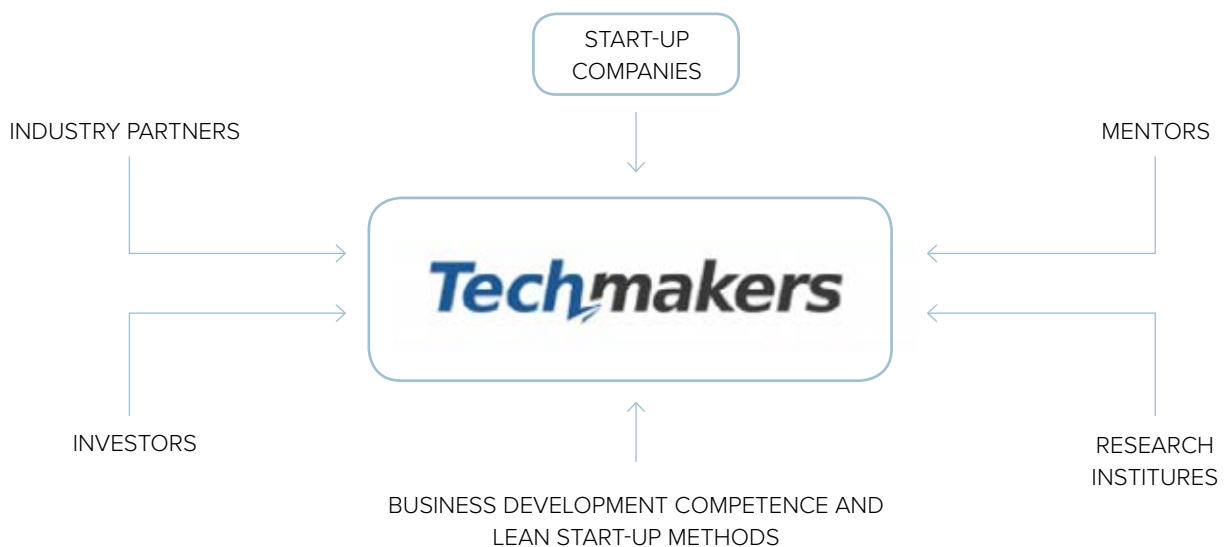 START-UP
COMPANIES
INDUSTRY PARTNERS
MENTORS
Techmakers
INVESTORS
RESEARCH
INSTITURES
BUSINESS DEVELOPMENT COMPETENCE AND
LEAN START-UP METHODS